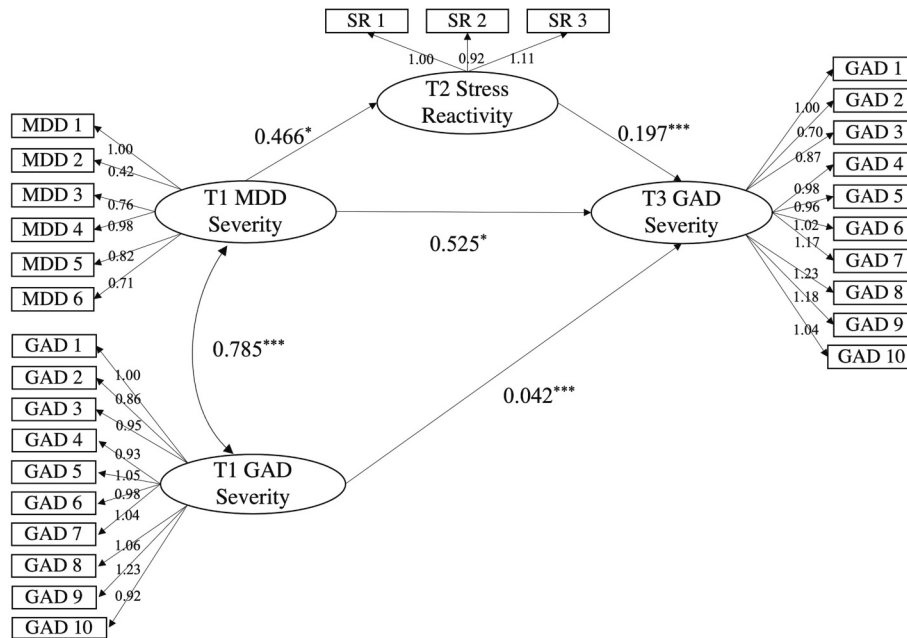 SR 1
SR 2
SR 3
1.00
0.92
1.11
T2 Stress
Reactivity
MDD 1
MDD 2
MDD 3
MDD 4
MDD 5
MDD 6
1.00
0.42
0.76
0.98
0.82
0.71
T1 MDD
Severity
0.466*
0.197***
0.525*
T3 GAD
Severity
1.00
0.70
0.87
0.98
0.96
1.02
1.17
1.23
1.18
1.04
GAD 1
GAD 2
GAD 3
GAD 4
GAD 5
GAD 6
GAD 7
GAD 8
GAD 9
GAD 10
0.785***
0.042***
GAD 1
GAD 2
GAD 3
GAD 4
GAD 5
GAD 6
GAD 7
GAD 8
GAD 9
GAD 10
1.00
0.86
0.95
0.93
1.05
0.98
1.04
1.06
1.23
0.92
T1 GAD
Severity